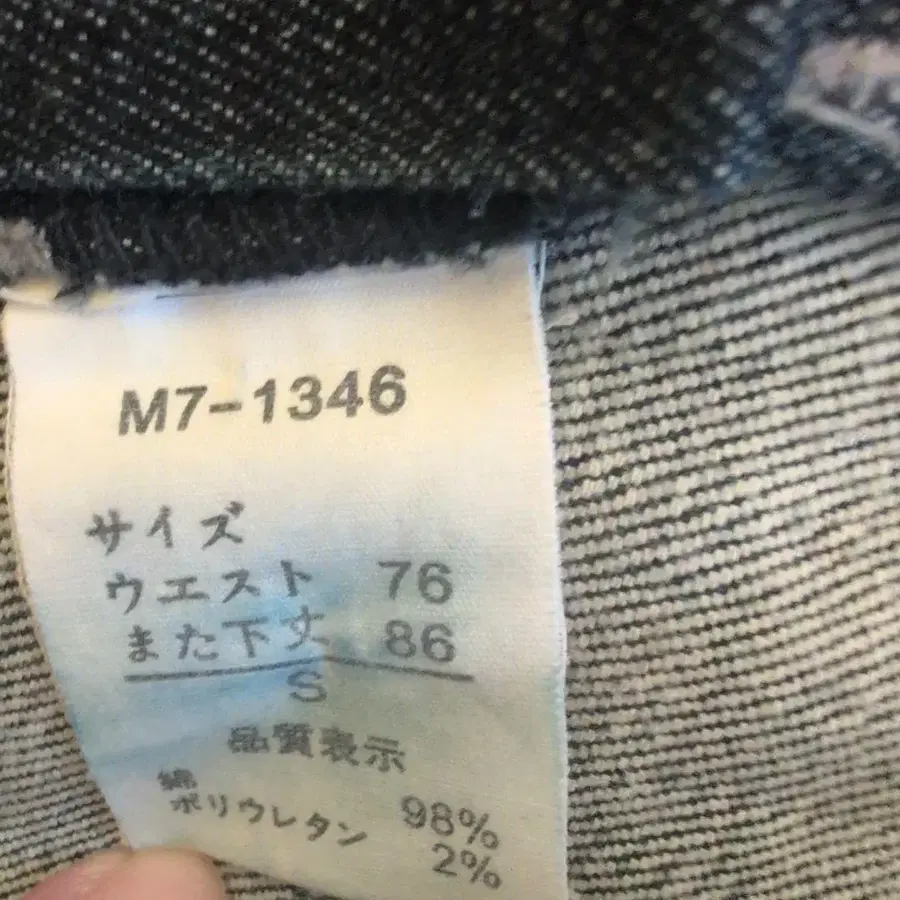 M7-1346
サイズ
ウエスト 76
また下丈 86
S
品質表示
綿 98%
ポリウレタン 2%